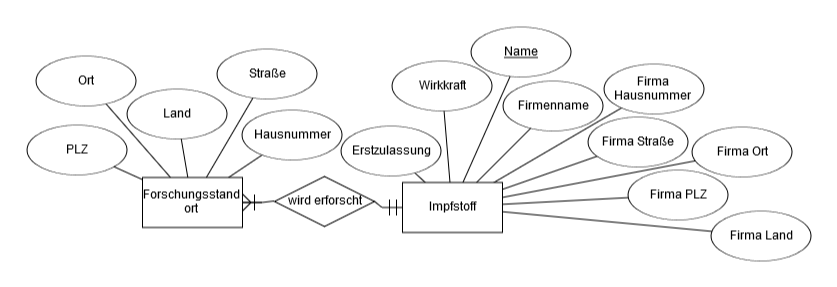 Name
Ort
Straße
Wirkkraft
Firma
Hausnummer
Land
Firmenname
Hausnummer
Firma Straße
PLZ
Erstzulassung
Firma Ort
Forschungsstand
ort
wird erforscht
Impfstoff
Firma PLZ
Firma Land